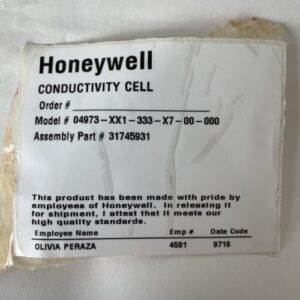 Honeywell
CONDUCTIVITY CELL
Order #
Model # 04973-XX1-333-X7-00-000
Assembly Part # 31745931
This product has been made with pride by
employees of Honeywell. In releasing it
for shipment, I attest that it meets our
high quality standards.
Employee Name Emp # Date Code
OLIVIA PERAZA 4591 9716